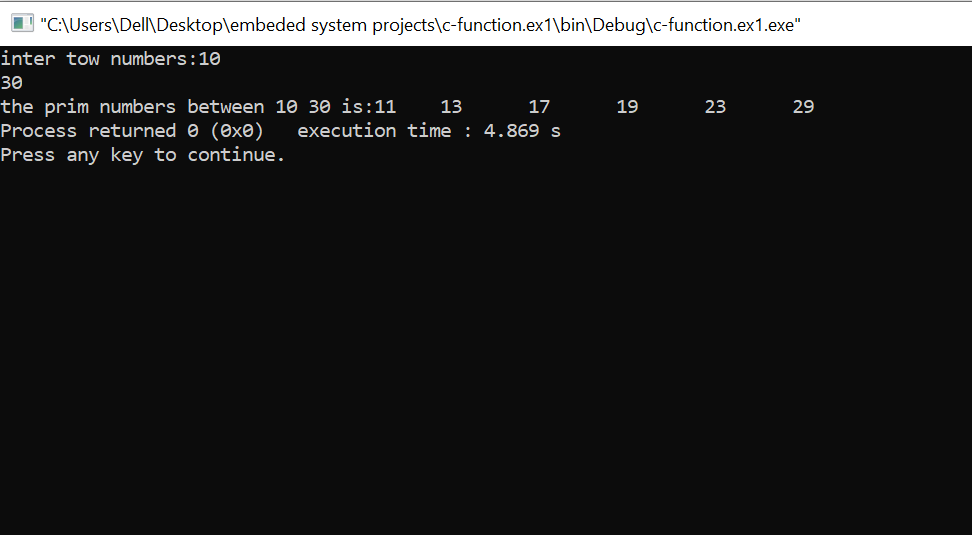 "C:\Users\Dell\Desktop\embeded system projects\c-function.ex1\bin\Debug\c-function.ex1.exe"
inter tow numbers:10
30
the prim numbers between 10 30 is:11    13      17      19      23      29
Process returned 0 (0x0)   execution time : 4.869 s
Press any key to continue.